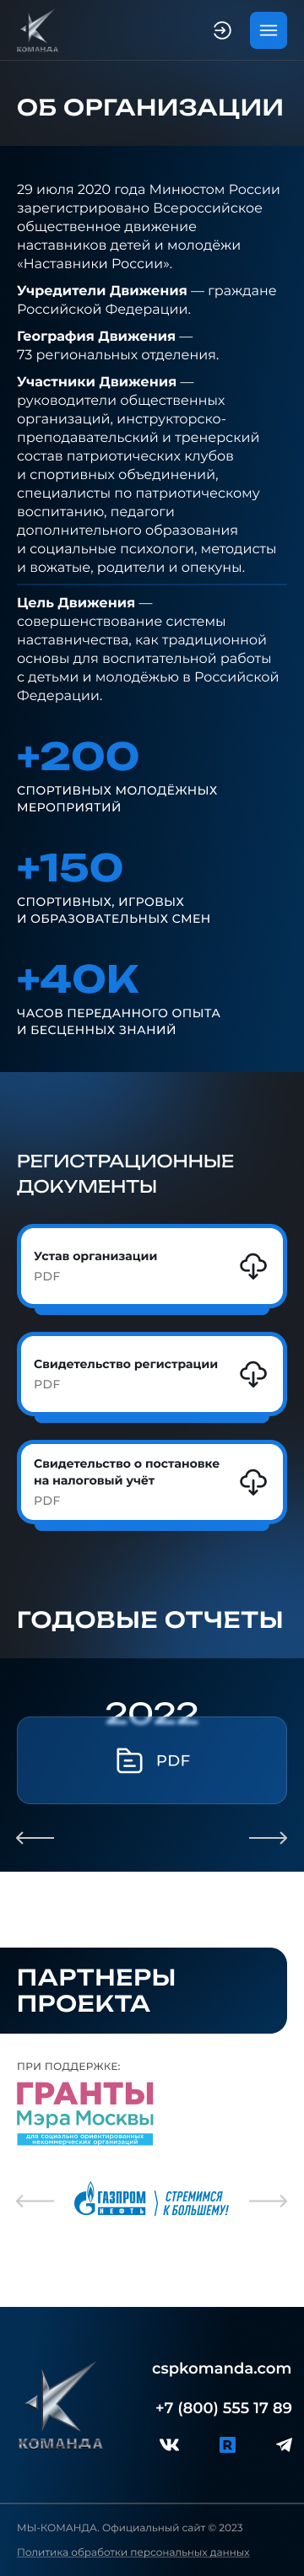 КОМАНДА
ОБ ОРГАНИЗАЦИИ
29 июля 2020 года Минюстом России
зарегистрировано Всероссийское
общественное движение
наставников детей и молодёжи
«Наставники России».
Учредители Движения — граждане
Российской Федерации.
География Движения —
73 региональных отделения.
Участники Движения —
руководители общественных
организаций, инструкторско-
преподавательский и тренерский
состав патриотических клубов
и спортивных объединений,
специалисты по патриотическому
воспитанию, педагоги
дополнительного образования
и социальные психологи, методисты
и вожатые, родители и опекуны.
Цель Движения —
совершенствование системы
наставничества, как традиционной
основы для воспитательной работы
с детьми и молодёжью в Российской
Федерации.
+200
СПОРТИВНЫХ МОЛОДЁЖНЫХ
МЕРОПРИЯТИЙ
+150
СПОРТИВНЫХ, ИГРОВЫХ
И ОБРАЗОВАТЕЛЬНЫХ СМЕН
+40K
ЧАСОВ ПЕРЕДАННОГО ОПЫТА
И БЕСЦЕННЫХ ЗНАНИЙ
РЕГИСТРАЦИОННЫЕ
ДОКУМЕНТЫ
Устав организации
PDF
Свидетельство регистрации
PDF
Свидетельство о постановке
на налоговый учёт
PDF
ГОДОВЫЕ ОТЧЕТЫ
2022
PDF
ПАРТНЕРЫ
ПРОЕКТА
ПРИ ПОДДЕРЖКЕ:
ГРАНТЫ
Мэра Москвы
для социально ориентированных
некоммерческих организаций
ГАЗПРОМ
НЕФТЬ
СТРЕМИМСЯ
К БОЛЬШЕМУ!
КОМАНДА
cspkomanda.com
+7 (800) 555 17 89
МЫ-КОМАНДА. Официальный сайт © 2023
Политика обработки персональных данных